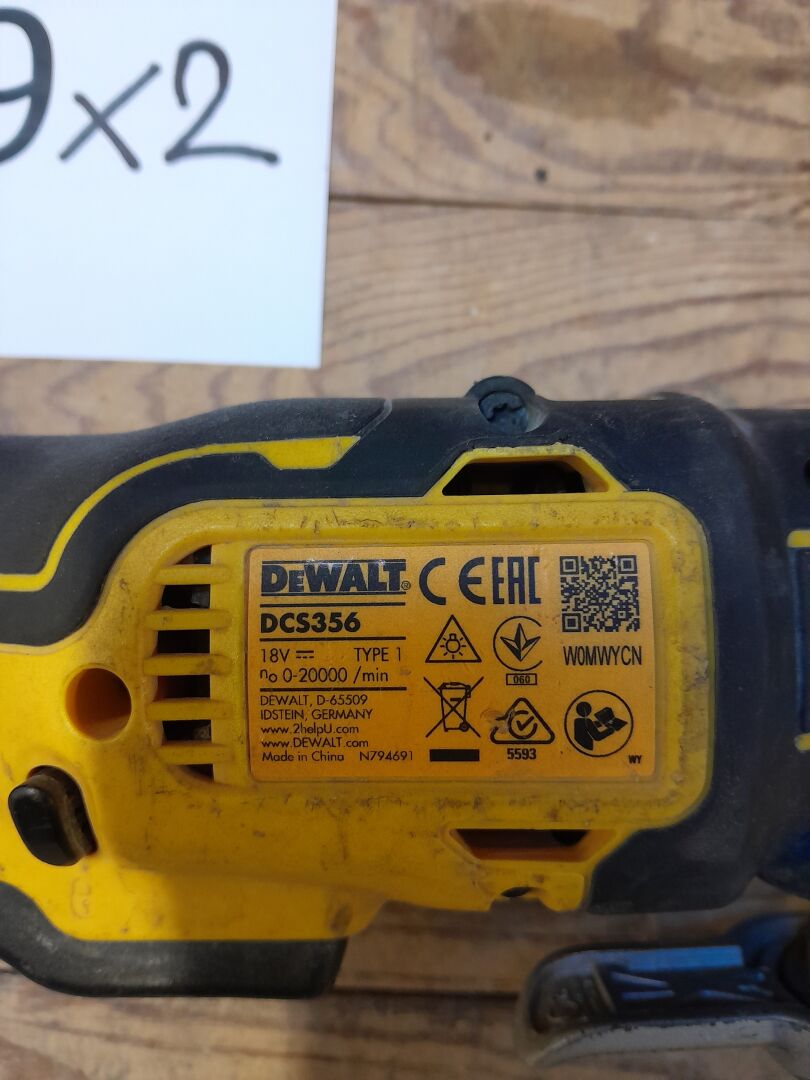 9x2
DEWALT®
CE EAC
DCS356
18V TYPE 1
n₀ 0-20000 /min
DEWALT, D-65509
IDSTEIN, GERMANY
www.2helpU.com
www.DEWALT.com
Made in China N794691
060
5593
W0MWYCN
WY